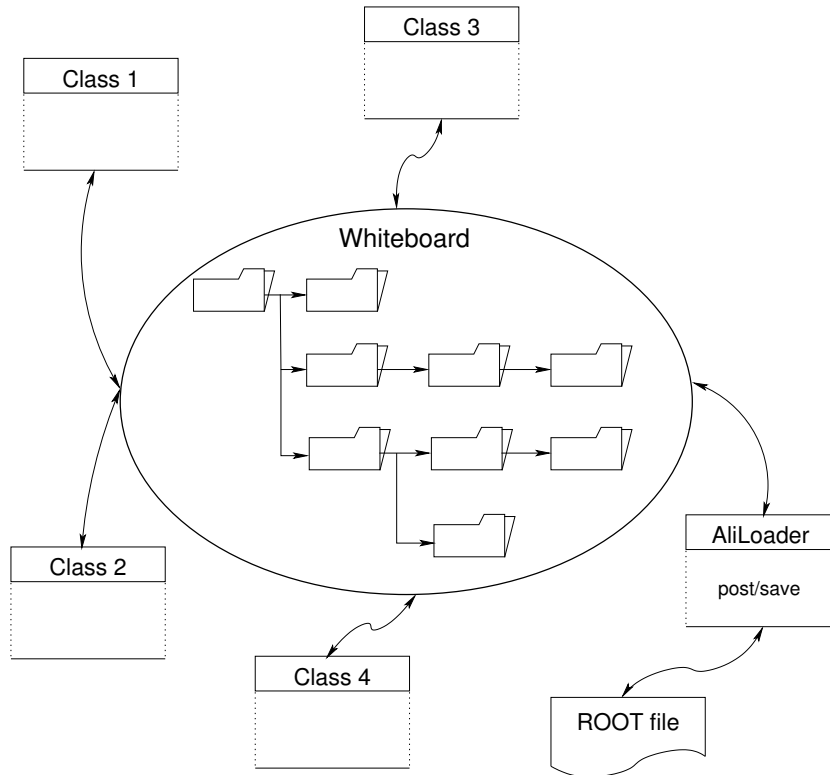 Class 3
Class 1
Whiteboard
AliLoader
post/save
Class 2
Class 4
ROOT file